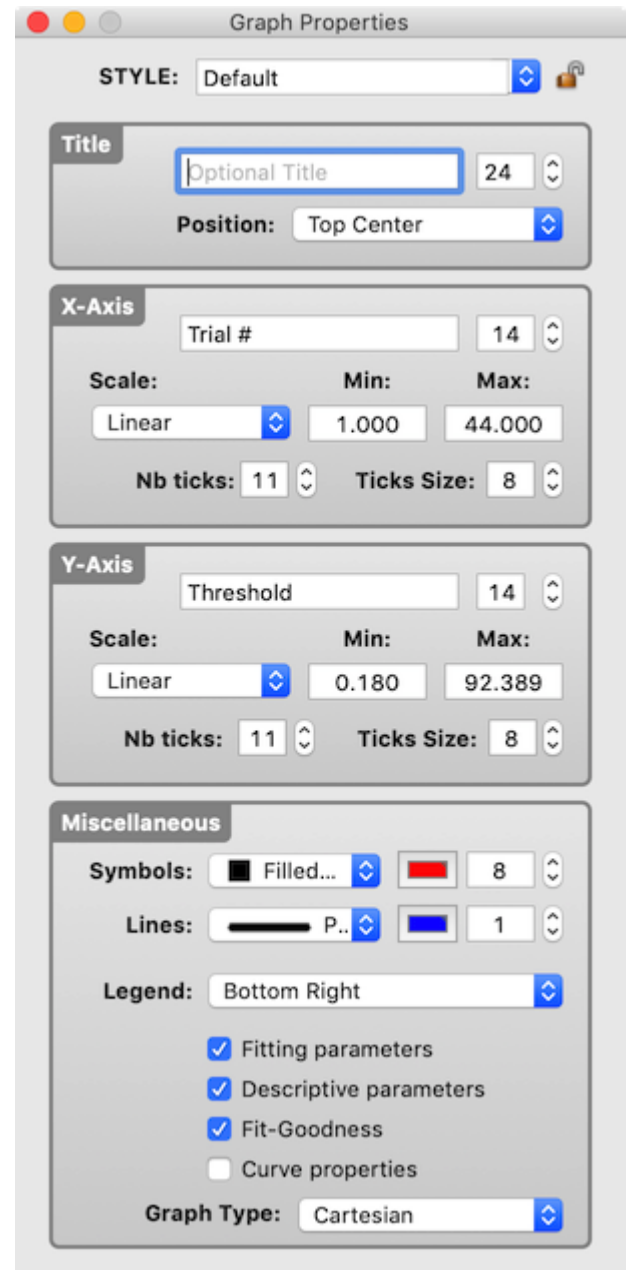 Graph Properties
STYLE: Default
Title
Optional Title 24
Position: Top Center
X-Axis
Trial # 14
Scale: Min: Max:
Linear 1.000 44.000
Nb ticks: 11 Ticks Size: 8
Y-Axis
Threshold 14
Scale: Min: Max:
Linear 0.180 92.389
Nb ticks: 11 Ticks Size: 8
Miscellaneous
Symbols: Filled... 8
Lines: P.. 1
Legend: Bottom Right
Fitting parameters
Descriptive parameters
Fit-Goodness
Curve properties
Graph Type: Cartesian